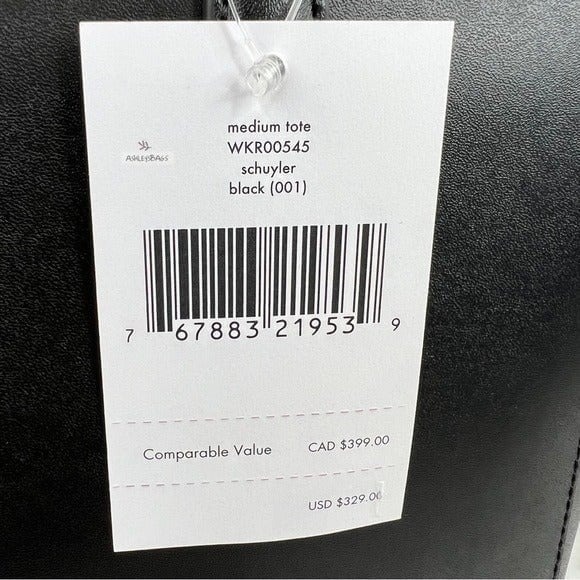 medium tote
WKR00545
schuyler
black (001)
ASHLEYSBAGS
7 67883 21953 9
Comparable Value CAD $399.00
USD $329.00